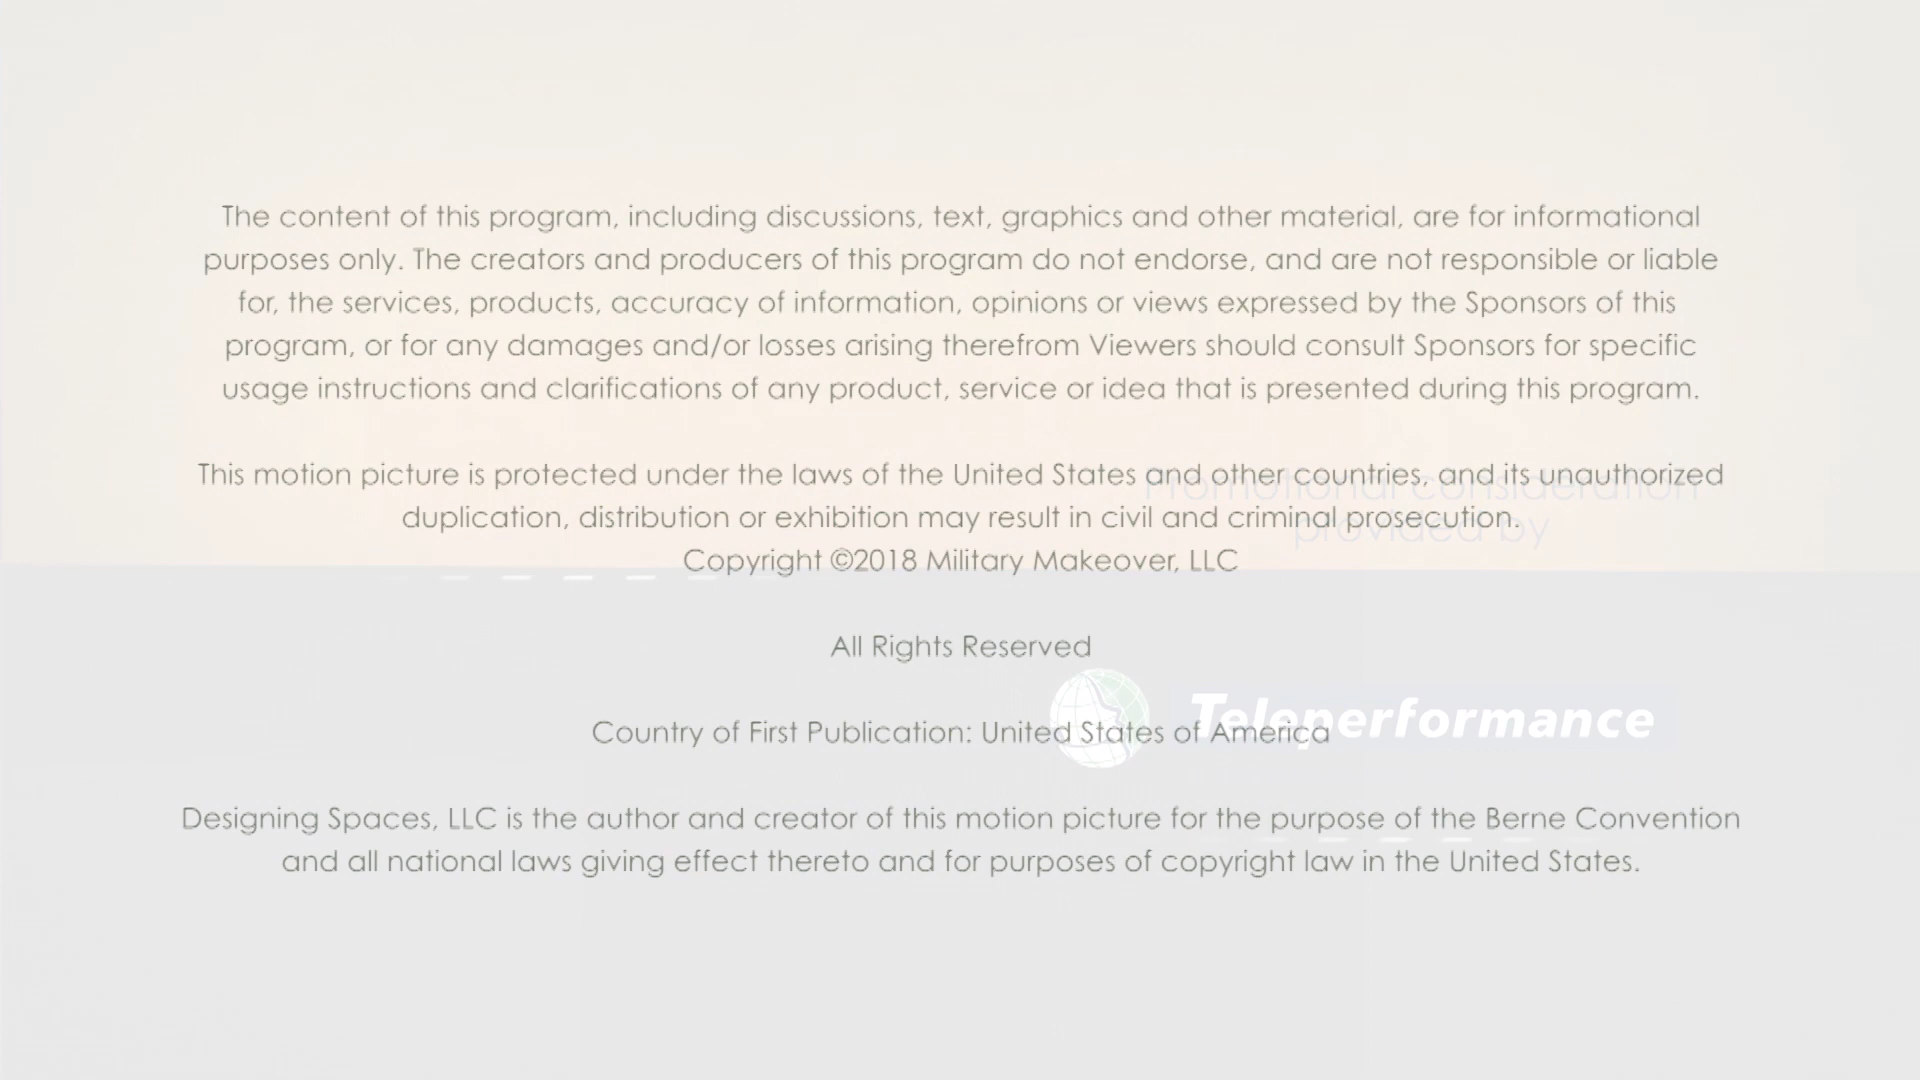 The content of this program, including discussions, text, graphics and other material, are for informational
purposes only. The creators and producers of this program do not endorse, and are not responsible or liable
for, the services, products, accuracy of information, opinions or views expressed by the Sponsors of this
program, or for any damages and/or losses arising therefrom Viewers should consult Sponsors for specific
usage instructions and clarifications of any product, service or idea that is presented during this program.
This motion picture is protected under the laws of the United States and other countries, and its unauthorized
duplication, distribution or exhibition may result in civil and criminal prosecution.
Copyright ©2018 Military Makeover, LLC
Promotional consideration
provided by
All Rights Reserved
Teleperformance
Country of First Publication: United States of America
Designing Spaces, LLC is the author and creator of this motion picture for the purpose of the Berne Convention
and all national laws giving effect thereto and for purposes of copyright law in the United States.